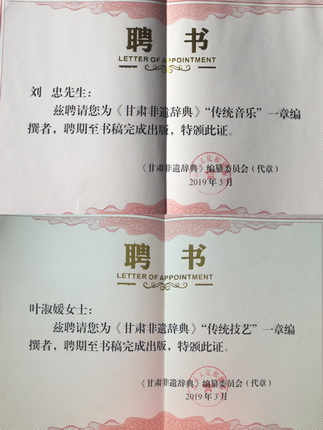 聘 书
LETTER OF APPOINTMENT
刘 忠先生：
兹聘请您为《甘肃非遗辞典》“传统音乐”一章编
撰者，聘期至书稿完成出版，特颁此证。
《甘肃非遗辞典》编纂委员会（代章）
2019年3月
聘 书
LETTER OF APPOINTMENT
叶淑媛女士：
兹聘请您为《甘肃非遗辞典》“传统技艺”一章编
撰者，聘期至书稿完成出版，特颁此证。
《甘肃非遗辞典》编纂委员会（代章）
2019年3月